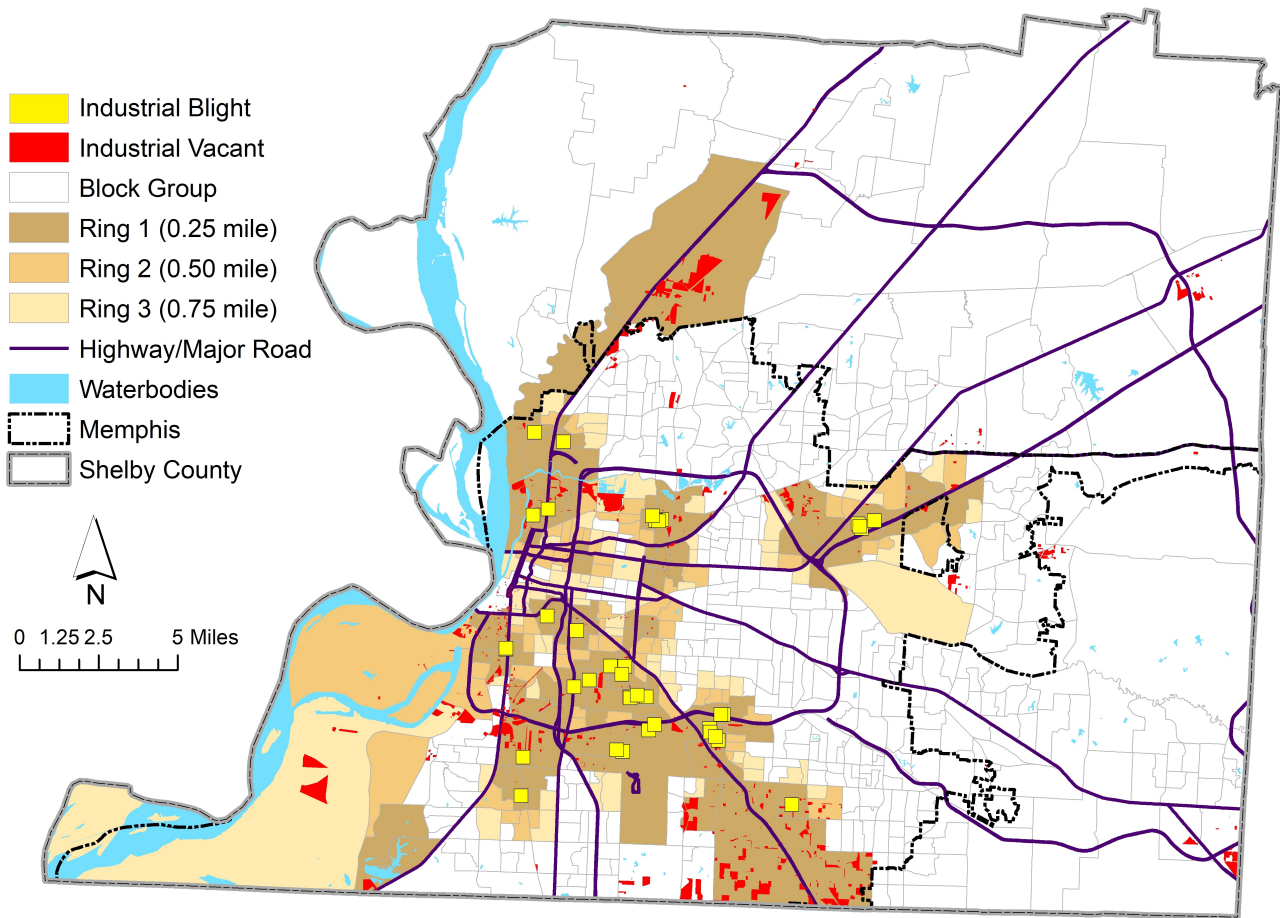 Industrial Blight
Industrial Vacant
Block Group
Ring 1 (0.25 mile)
Ring 2 (0.50 mile)
Ring 3 (0.75 mile)
Highway/Major Road
Waterbodies
Memphis
Shelby County
N
0 1.25 2.5 5 Miles